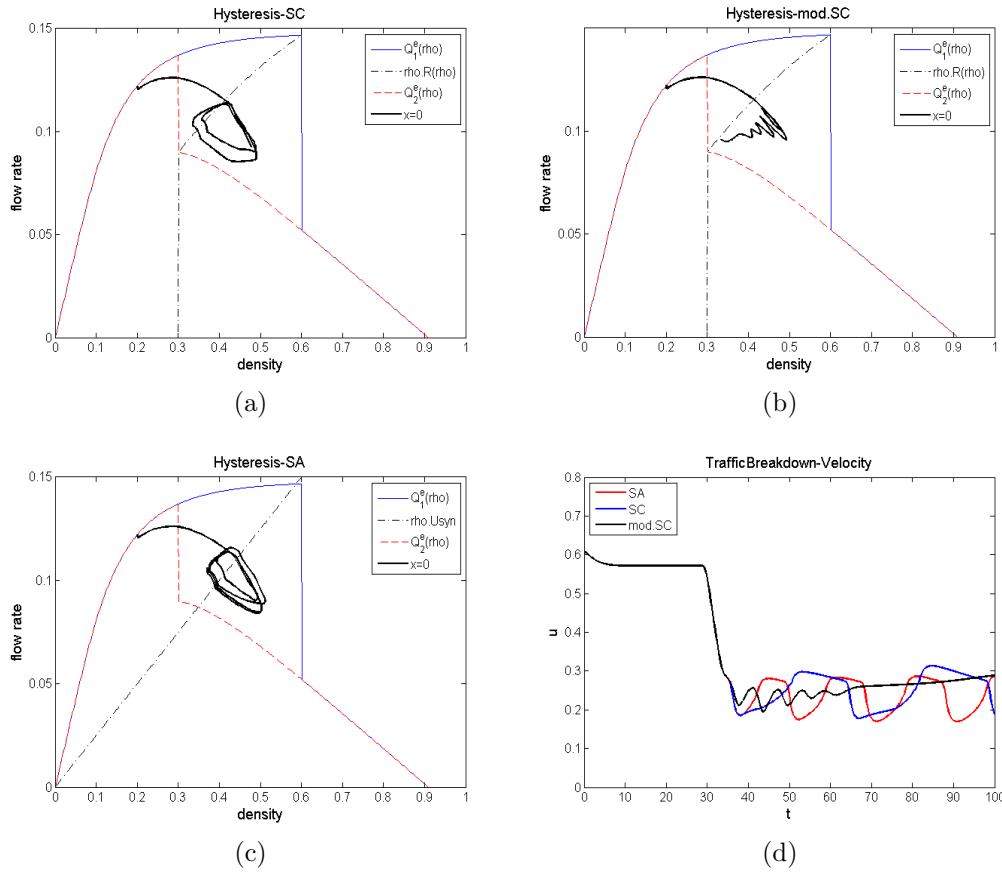 Hysteresis-SC
0.15
0.1
0.05
0
flow rate
0
0.1
0.2
0.3
0.4
0.5
0.6
0.7
0.8
0.9
1
density
Q₁ᵉ(rho)
rho.R(rho)
Q₂ᵉ(rho)
x=0
(a)
Hysteresis-mod.SC
0.15
0.1
0.05
0
flow rate
0
0.1
0.2
0.3
0.4
0.5
0.6
0.7
0.8
0.9
1
density
Q₁ᵉ(rho)
rho.R(rho)
Q₂ᵉ(rho)
x=0
(b)
Hysteresis-SA
0.15
0.1
0.05
0
flow rate
0
0.1
0.2
0.3
0.4
0.5
0.6
0.7
0.8
0.9
1
density
Q₁ᵉ(rho)
rho.Usyn
Q₂ᵉ(rho)
x=0
(c)
TrafficBreakdown-Velocity
0.8
0.7
0.6
0.5
0.4
0.3
0.2
0.1
0
u
0
10
20
30
40
50
60
70
80
90
100
t
SA
SC
mod.SC
(d)